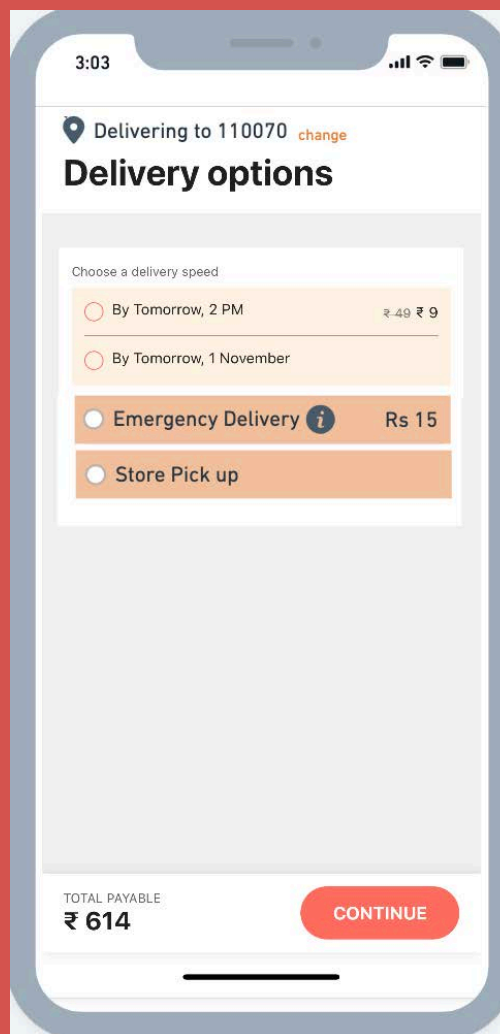 3:03
Delivering to 110070 change
Delivery options
Choose a delivery speed
By Tomorrow, 2 PM ₹ 49 ₹ 9
By Tomorrow, 1 November
Emergency Delivery i Rs 15
Store Pick up
TOTAL PAYABLE
₹ 614
CONTINUE